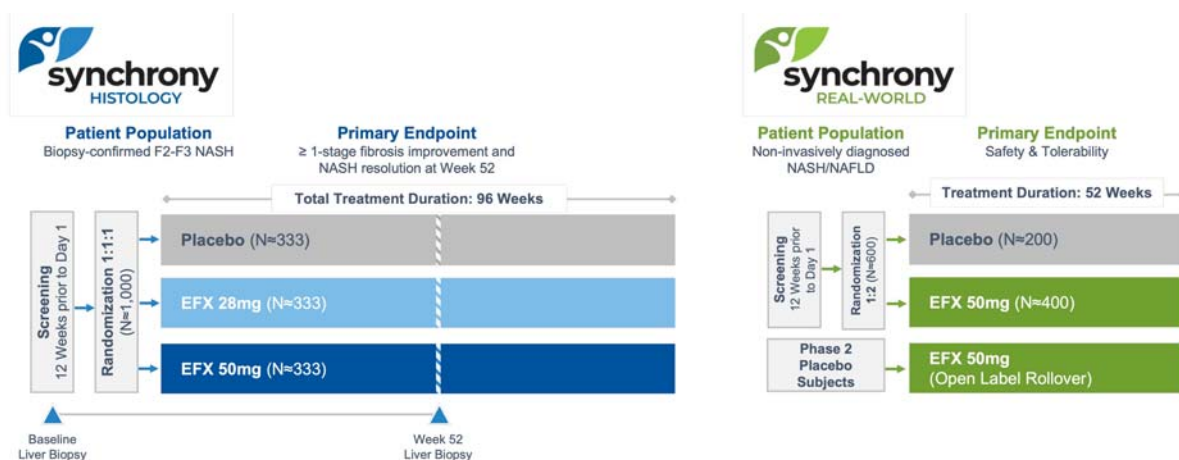 synchrony
HISTOLOGY
Patient Population
Biopsy-confirmed F2-F3 NASH
Primary Endpoint
≥ 1-stage fibrosis improvement and
NASH resolution at Week 52
Total Treatment Duration: 96 Weeks
Screening
12 Weeks prior to Day 1
Randomization 1:1:1
(N≈1,000)
Placebo (N≈333)
EFX 28mg (N≈333)
EFX 50mg (N≈333)
Baseline
Liver Biopsy
Week 52
Liver Biopsy
synchrony
REAL-WORLD
Patient Population
Non-invasively diagnosed
NASH/NAFLD
Primary Endpoint
Safety & Tolerability
Treatment Duration: 52 Weeks
Screening
12 Weeks prior
to Day 1
Randomization
1:2 (N≈600)
Placebo (N≈200)
EFX 50mg (N≈400)
Phase 2
Placebo
Subjects
EFX 50mg
(Open Label Rollover)